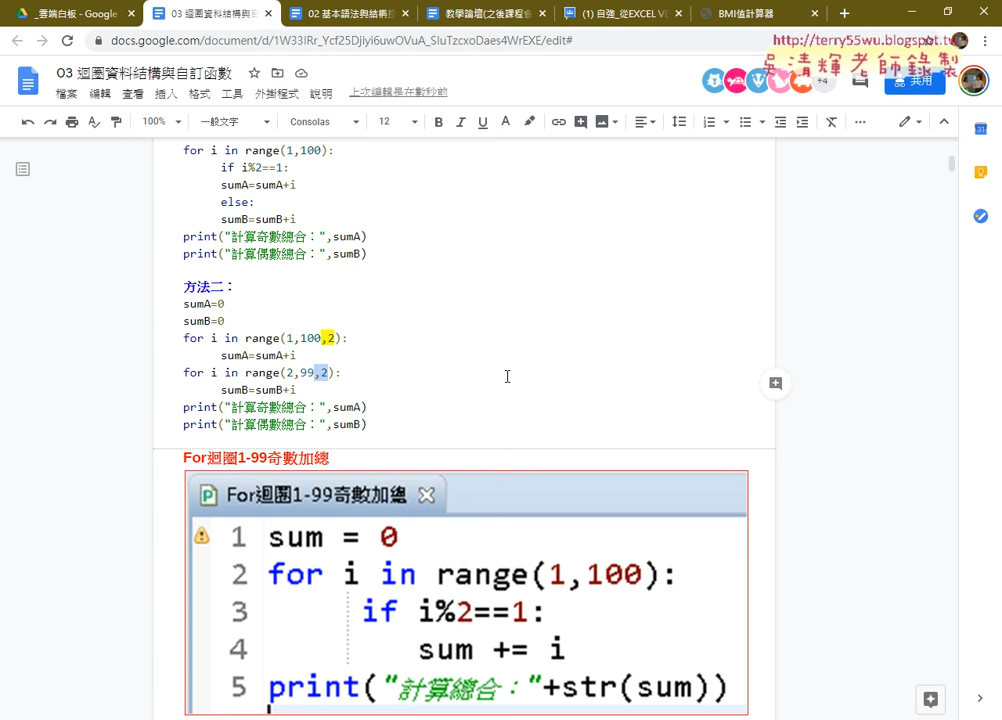 _雲端白板 - Google
03 迴圈資料結構與自
02 基本語法與結構控
教學論壇(之後課程會
(1) 自強_從EXCEL V
BMI值計算器
docs.google.com/document/d/1W33IRr_Ycf25Djiyl6uwOVuA_SIuTzcxoDaes4WrEXE/edit#
http://terry55wu.blogspot.tw
吳清輝老師錄製
03 迴圈資料結構與自訂函數
檔案 編輯 查看 插入 格式 工具 外掛程式 說明 上次編輯是在數秒前
+4
共用
100% 一般文字 Consolas 12 B I U A
for i in range(1,100):
if i%2==1:
sumA=sumA+i
else:
sumB=sumB+i
print("計算奇數總合：",sumA)
print("計算偶數總合：",sumB)
方法二：
sumA=0
sumB=0
for i in range(1,100,2):
sumA=sumA+i
for i in range(2,99,2):
sumB=sumB+i
print("計算奇數總合：",sumA)
print("計算偶數總合：",sumB)
For迴圈1-99奇數加總
P For迴圈1-99奇數加總
1 sum = 0
2 for i in range(1,100):
3 if i%2==1:
4 sum += i
5 print("計算總合："+str(sum))